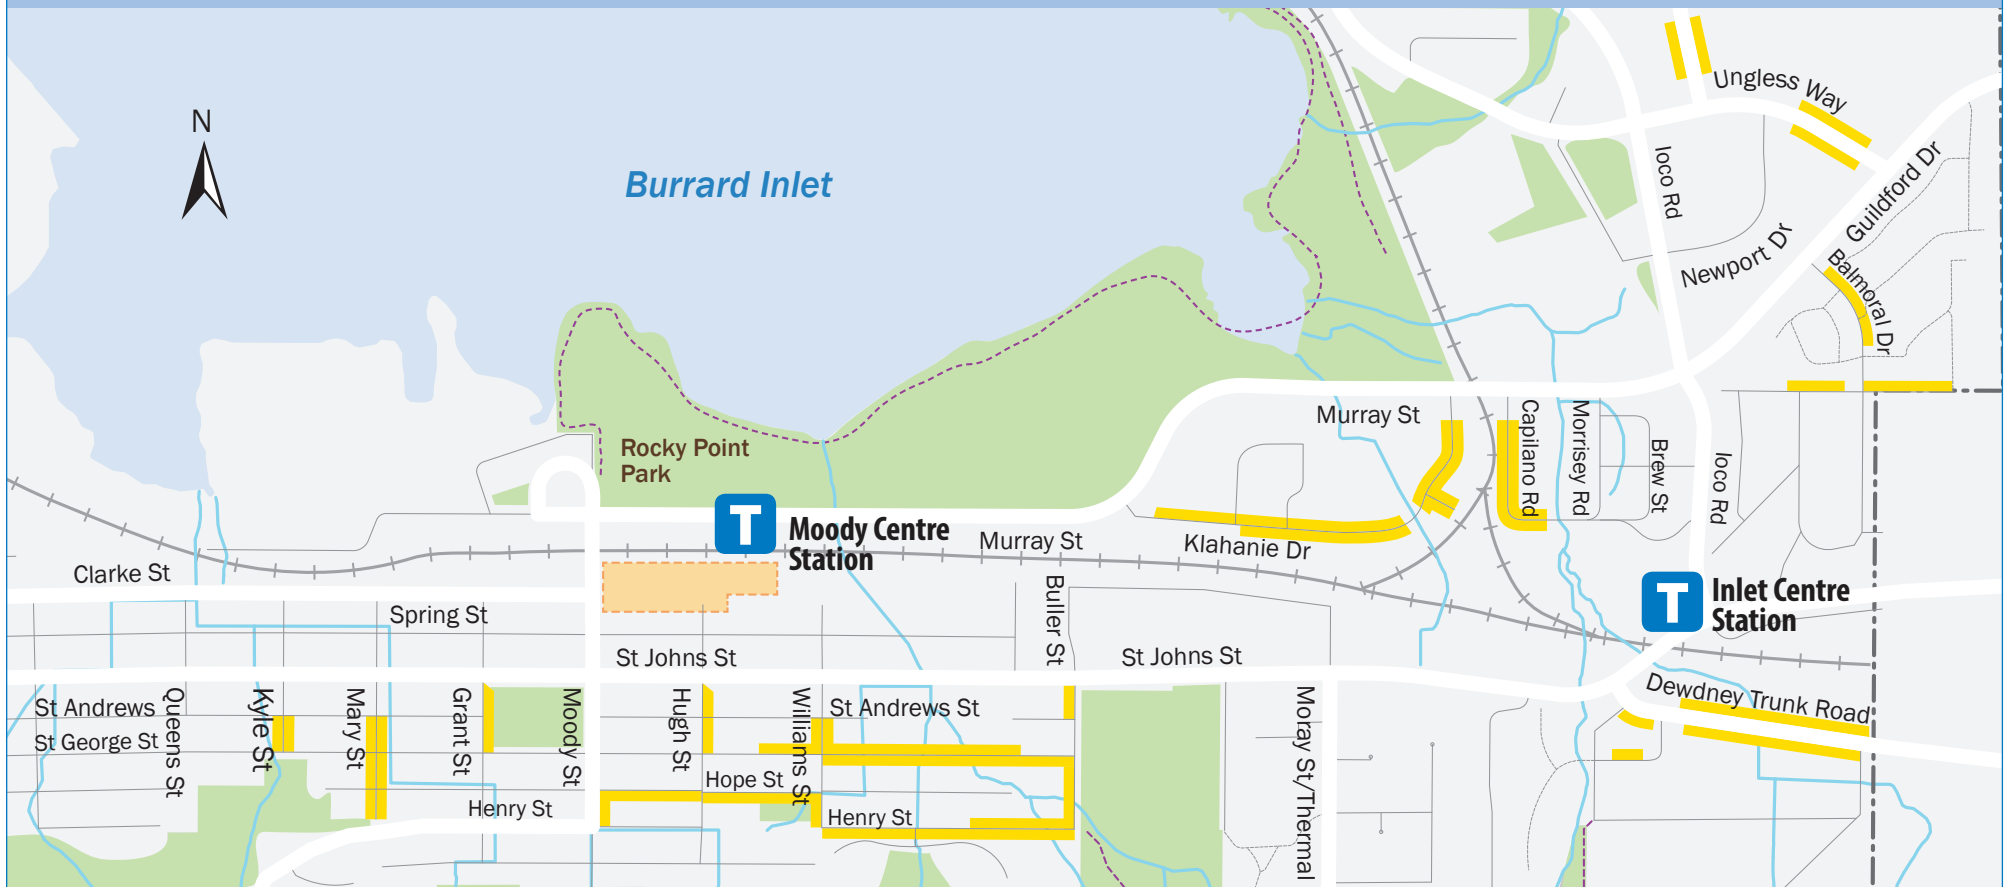 Ungless Way
N
Ioco Rd
Guildford Dr
Burrard Inlet
Newport Dr
Balmoral Dr
Murray St
Capilano Rd
Morrisey Rd
Brew St
Ioco Rd
Rocky Point
Park
T
Moody Centre
Station
Murray St
Klahanie Dr
Clarke St
Spring St
Buller St
T
Inlet Centre
Station
St Johns St
St Johns St
Dewdney Trunk Road
St Andrews
St George St
Queens St
Kyle St
Mary St
Grant St
Moody St
Hugh St
Williams St
St Andrews St
Moray St/Thermal
Hope St
Henry St
Henry St